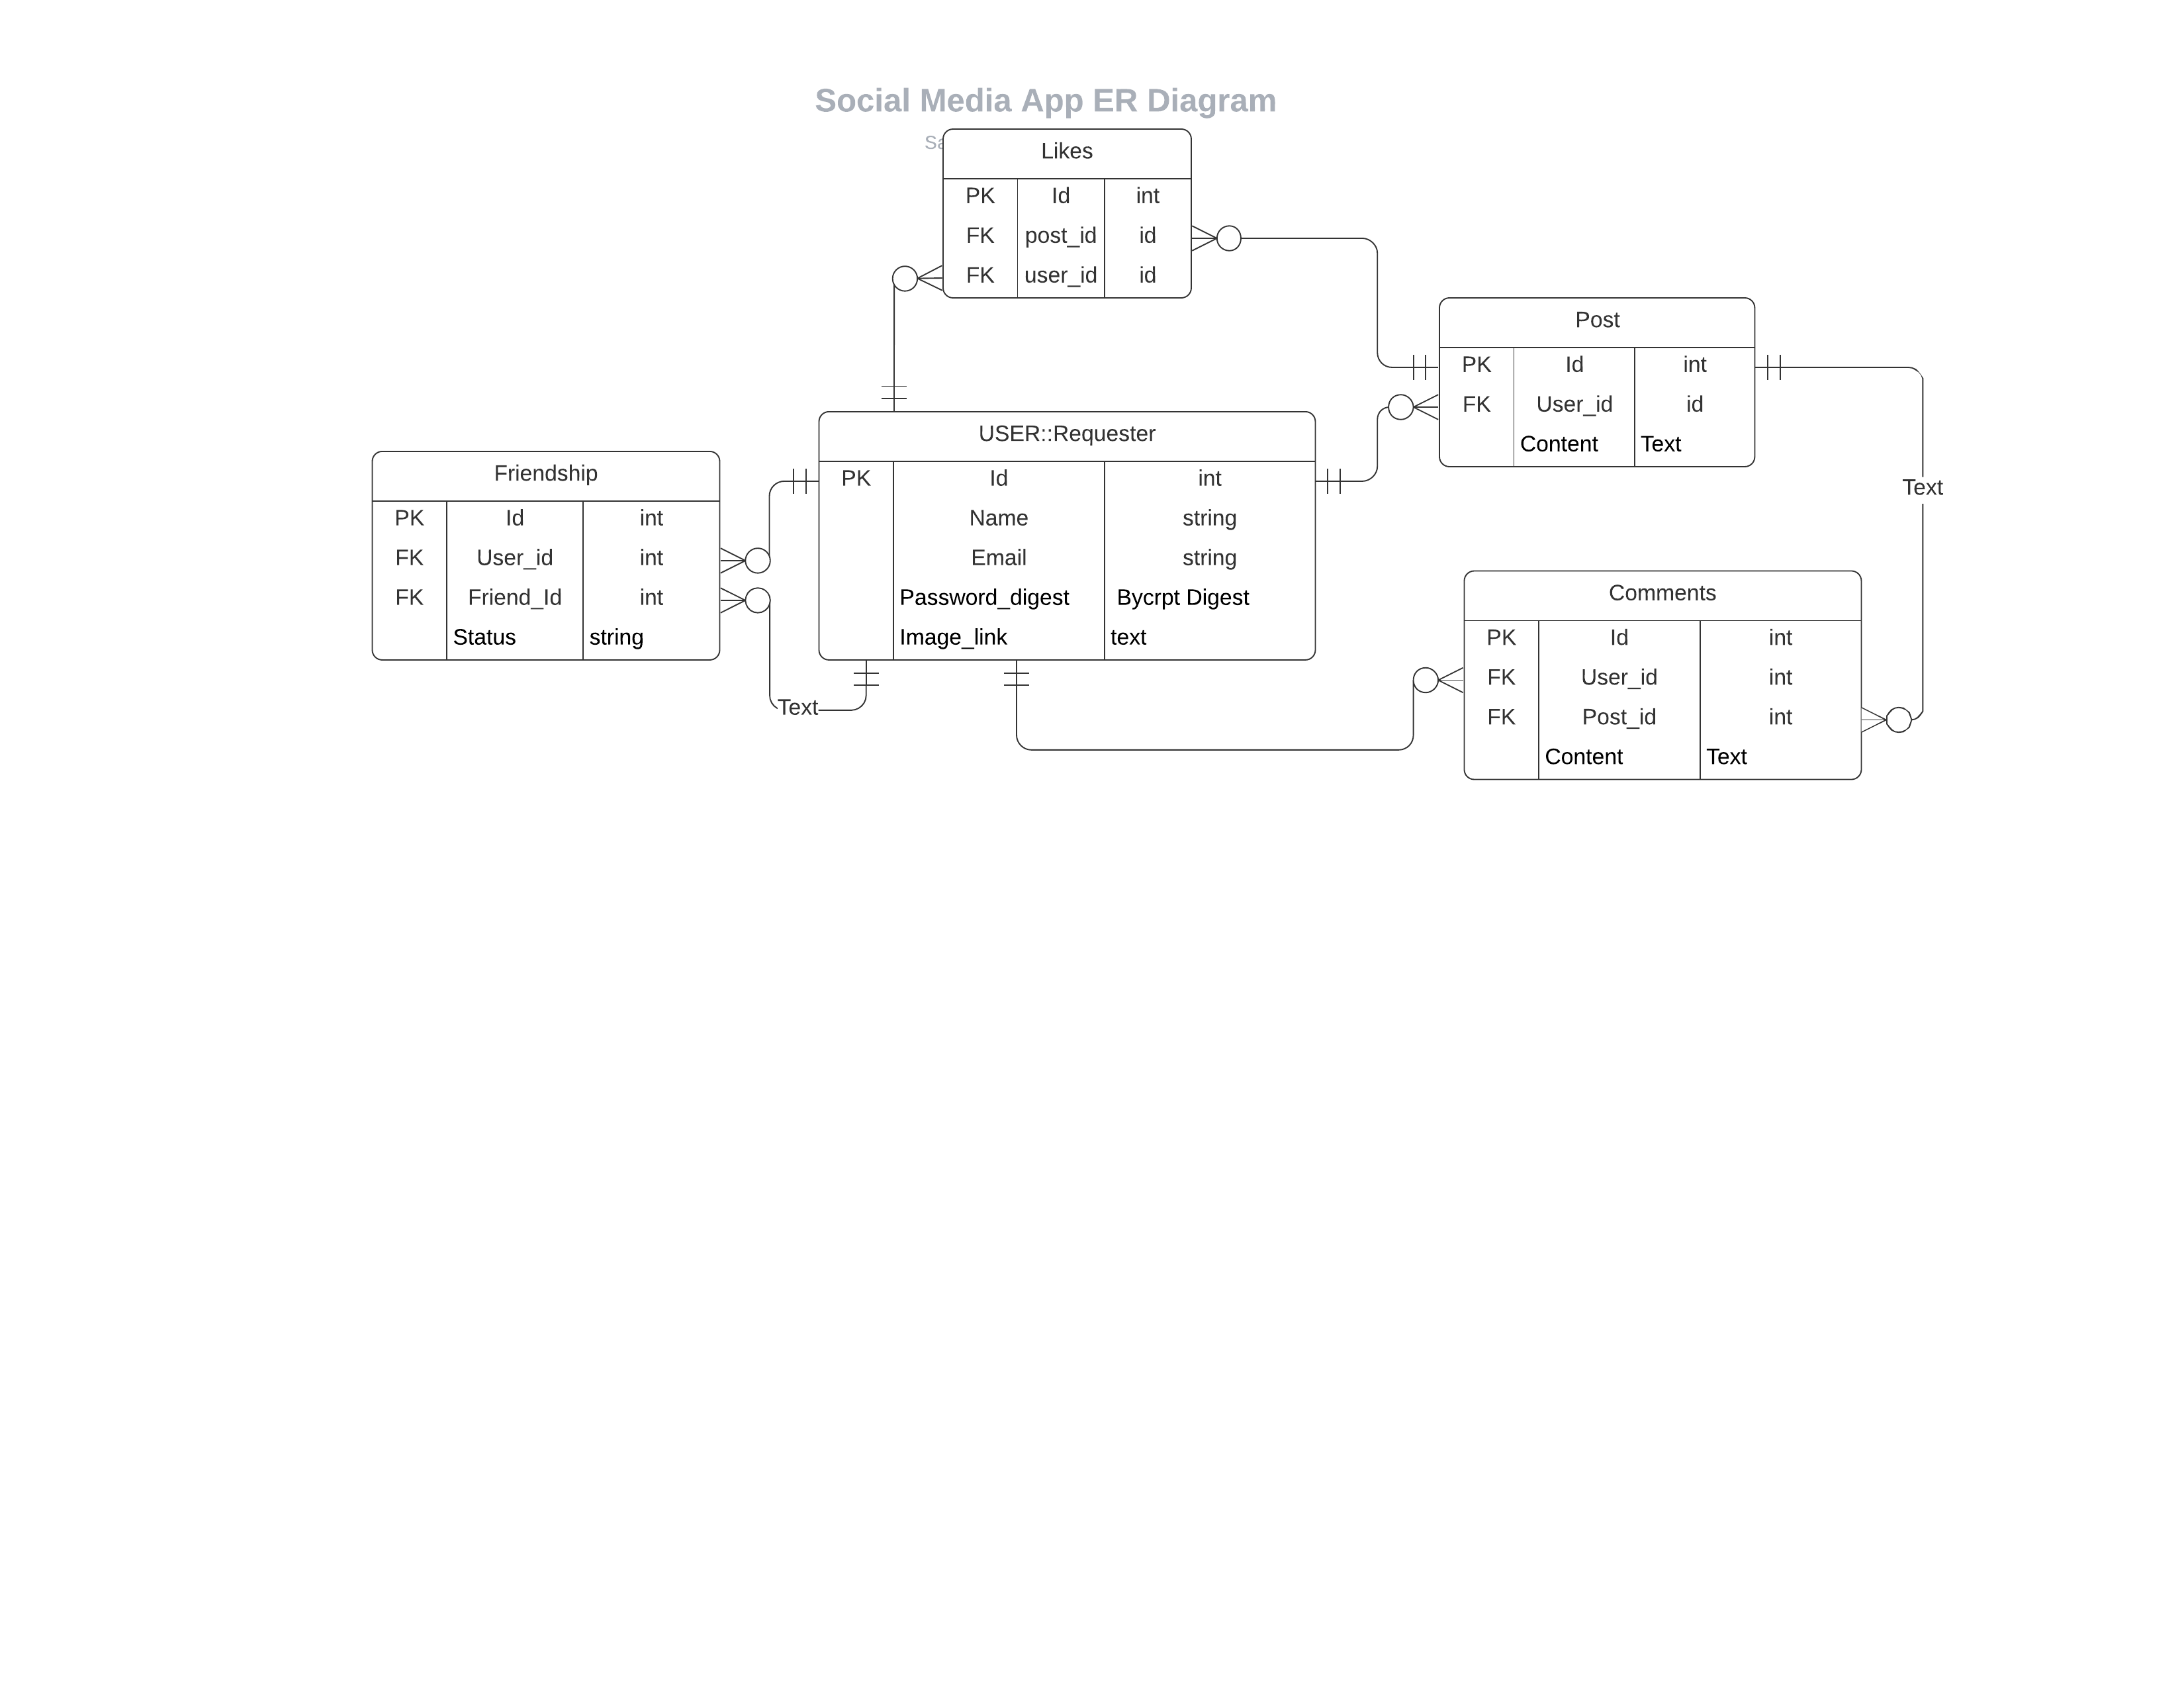 Social Media App ER Diagram
Likes
PK Id int
FK post_id id
FK user_id id
Post
PK Id int
FK User_id id
Content Text
USER::Requester
PK Id int
Name string
Email string
Password_digest Bycrpt Digest
Image_link text
Friendship
PK Id int
FK User_id int
FK Friend_Id int
Status string
Text
Text
Comments
PK Id int
FK User_id int
FK Post_id int
Content Text